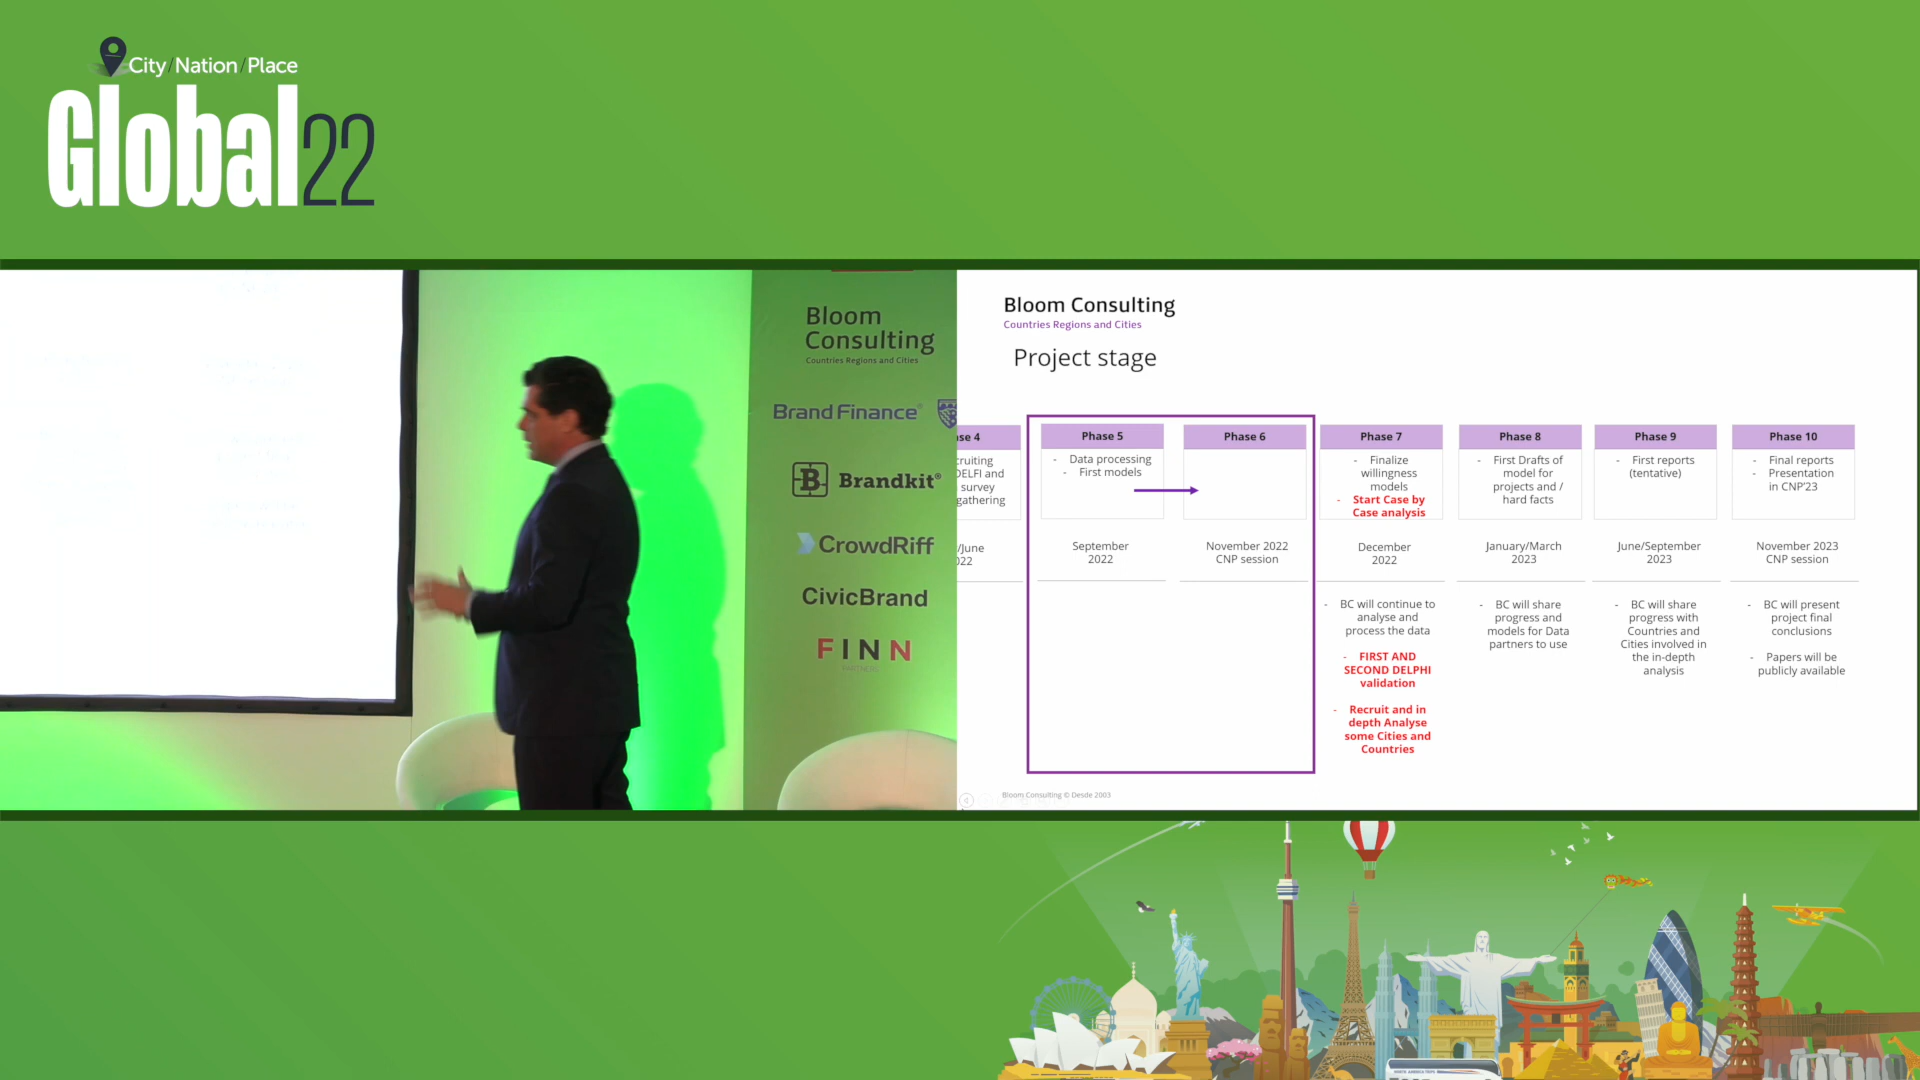 City/Nation/Place
Global22
Bloom
Consulting
Countries Regions and Cities
Brand Finance®
B Brandkit®
CrowdRiff
CivicBrand
FINN
PARTNERS
Bloom Consulting
Countries Regions and Cities
Project stage
se 4
cruiting
DELFI and
survey
gathering
/June
022
Phase 5
- Data processing
- First models
September
2022
Phase 6
November 2022
CNP session
Phase 7
- Finalize
willingness
models
- Start Case by
Case analysis
December
2022
- BC will continue to
analyse and
process the data
- FIRST AND
SECOND DELPHI
validation
- Recruit and in
depth Analyse
some Cities and
Countries
Phase 8
- First Drafts of
model for
projects and /
hard facts
January/March
2023
- BC will share
progress and
models for Data
partners to use
Phase 9
- First reports
(tentative)
June/September
2023
- BC will share
progress with
Countries and
Cities involved in
the in-depth
analysis
Phase 10
- Final reports
- Presentation
in CNP'23
November 2023
CNP session
- BC will present
project final
conclusions
- Papers will be
publicly available
Bloom Consulting © Desde 2003
NORTH AMERICA TRIPS